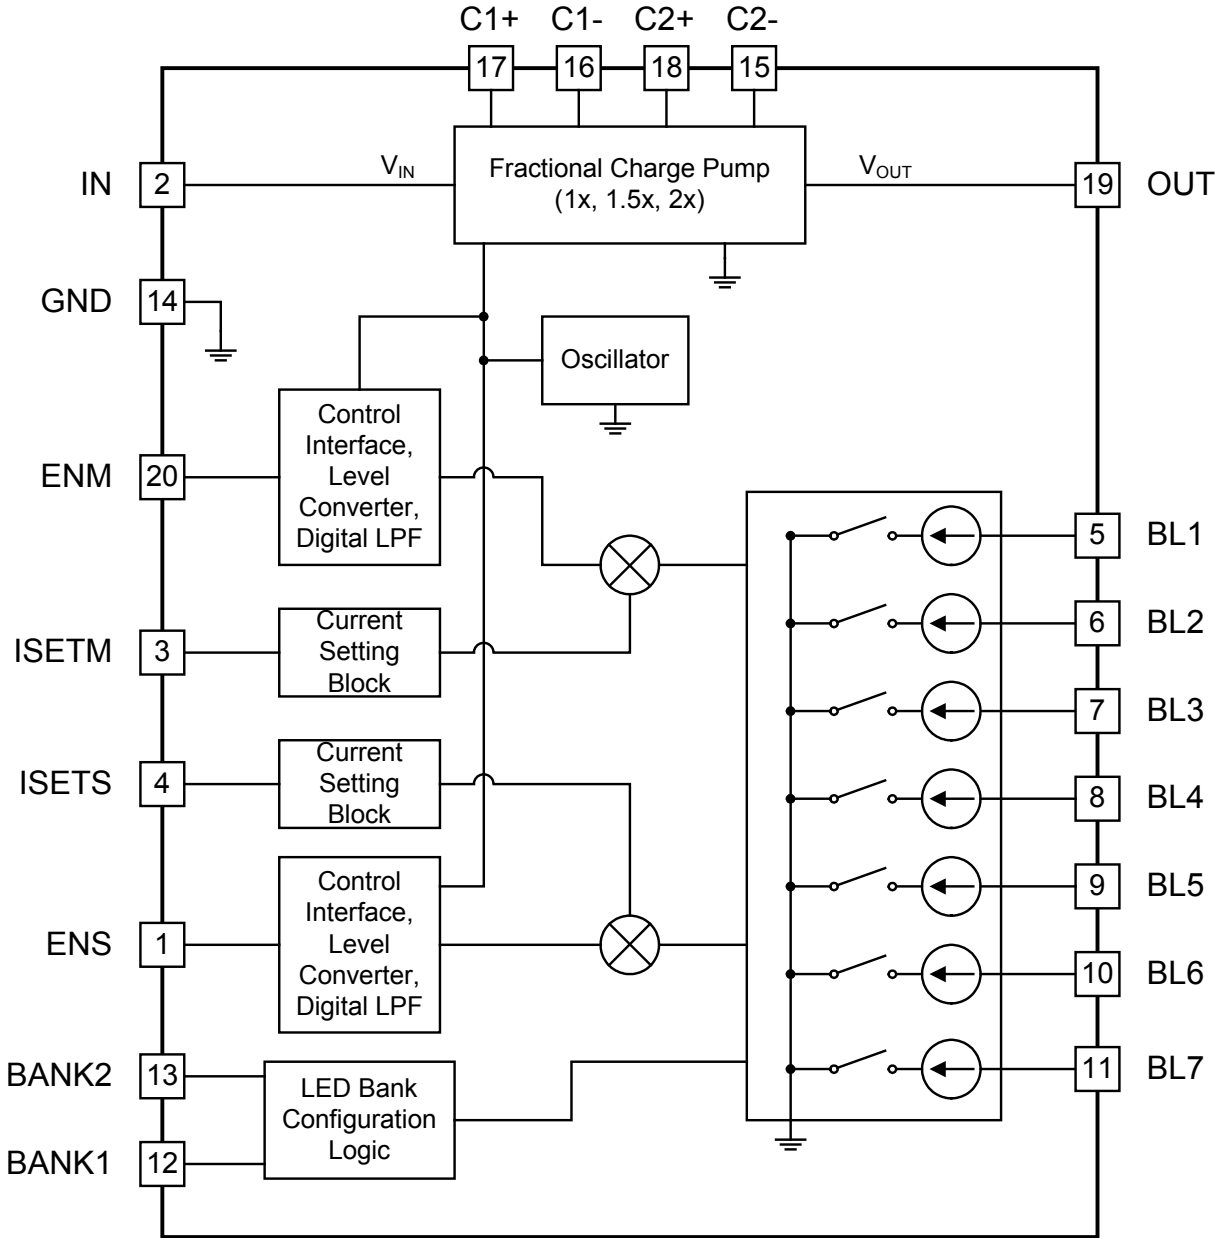 C1+ C1- C2+ C2-
17 16 18 15
IN 2 VIN Fractional Charge Pump VOUT 19 OUT
(1x, 1.5x, 2x)
GND 14
Oscillator
ENM 20
Control
Interface,
Level
Converter,
Digital LPF
5 BL1
6 BL2
ISETM 3
Current
Setting
Block
7 BL3
ISETS 4
Current
Setting
Block
8 BL4
9 BL5
ENS 1
Control
Interface,
Level
Converter,
Digital LPF
10 BL6
11 BL7
BANK2 13
LED Bank
Configuration
Logic
BANK1 12